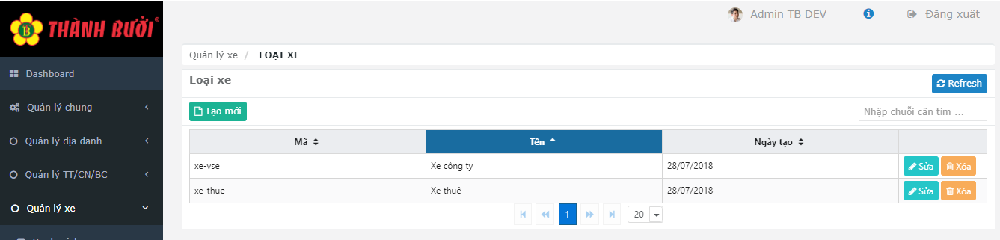 B THÀNH BƯỞI®
Admin TB DEV
Đăng xuất
Dashboard
Quản lý chung
Quản lý địa danh
Quản lý TT/CN/BC
Quản lý xe
Quản lý xe / LOẠI XE
Loại xe
Refresh
Tạo mới
Nhập chuỗi cần tìm ...
Mã Tên Ngày tạo
xe-vse Xe công ty 28/07/2018 Sửa Xóa
xe-thue Xe thuê 28/07/2018 Sửa Xóa
1 20